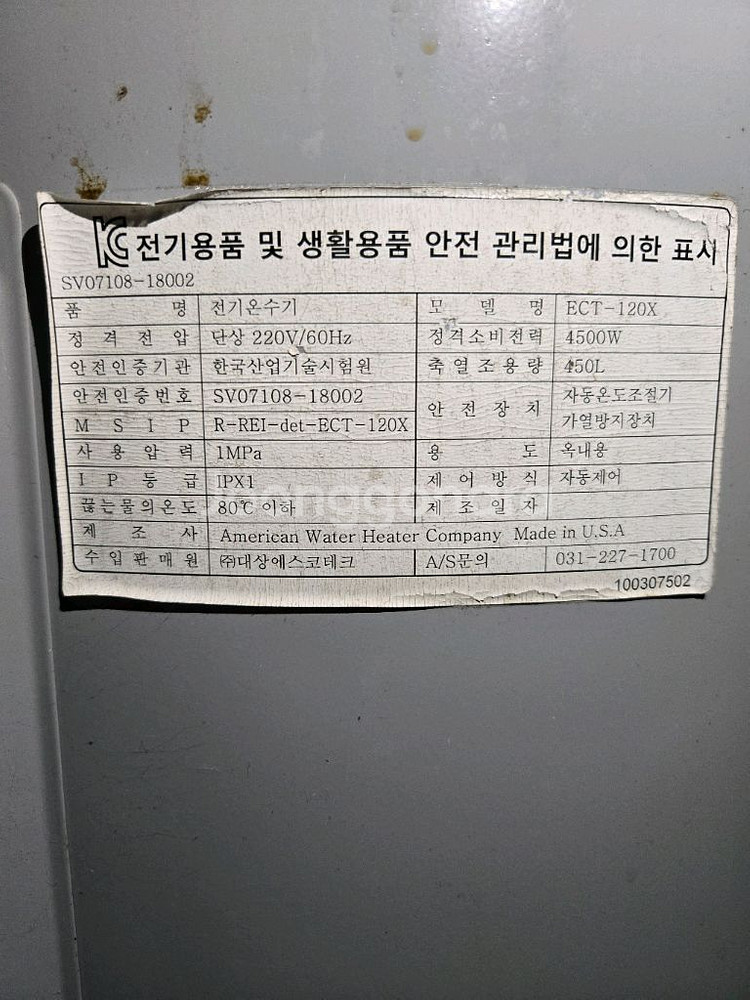 KC 전기용품 및 생활용품 안전 관리법에 의한 표시
SV07108-18002
품 명 전기온수기 모 델 명 ECT-120X
정 격 전 압 단상 220V/60Hz 정격소비전력 4500W
안전인증기관 한국산업기술시험원 축열조용량 450L
안전인증번호 SV07108-18002 안 전 장 치 자동온도조절기
M S I P R-REI-det-ECT-120X 가열방지장치
사 용 압 력 1MPa 용 도 옥내용
I P 등 급 IPX1 제 어 방 식 자동제어
끊는물의온도 80℃ 이하 제 조 일 자
제 조 사 American Water Heater Company Made in U.S.A
수입판매원 ㈜대상에스코테크 A/S문의 031-227-1700
100307502